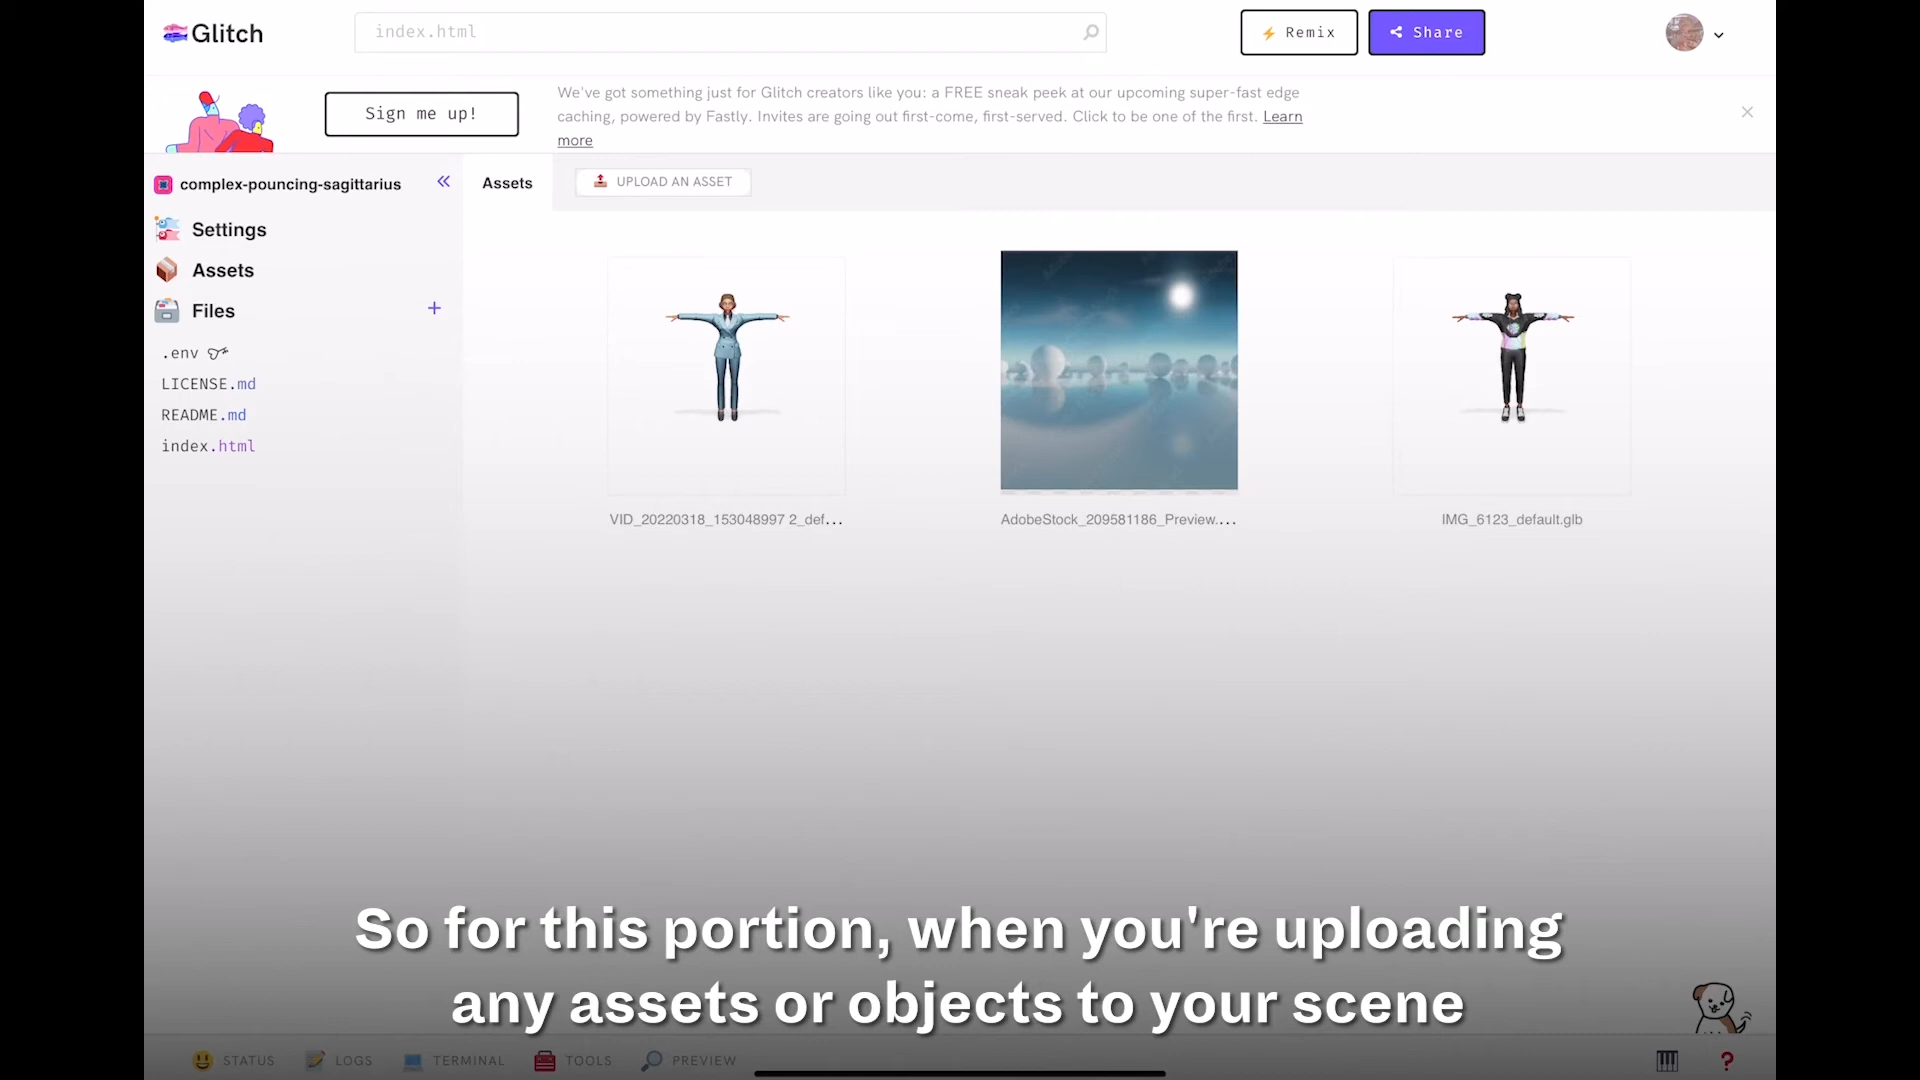 Glitch
index.html
Remix
Share
Sign me up!
We've got something just for Glitch creators like you: a FREE sneak peek at our upcoming super-fast edge
caching, powered by Fastly. Invites are going out first-come, first-served. Click to be one of the first. Learn
more
complex-pouncing-sagittarius
Assets
UPLOAD AN ASSET
Settings
Assets
Files
+
.env
LICENSE.md
README.md
index.html
VID_20220318_153048997 2_def...
AdobeStock_209581186_Preview....
IMG_6123_default.glb
So for this portion, when you're uploading
any assets or objects to your scene
STATUS
LOGS
TERMINAL
TOOLS
PREVIEW
?